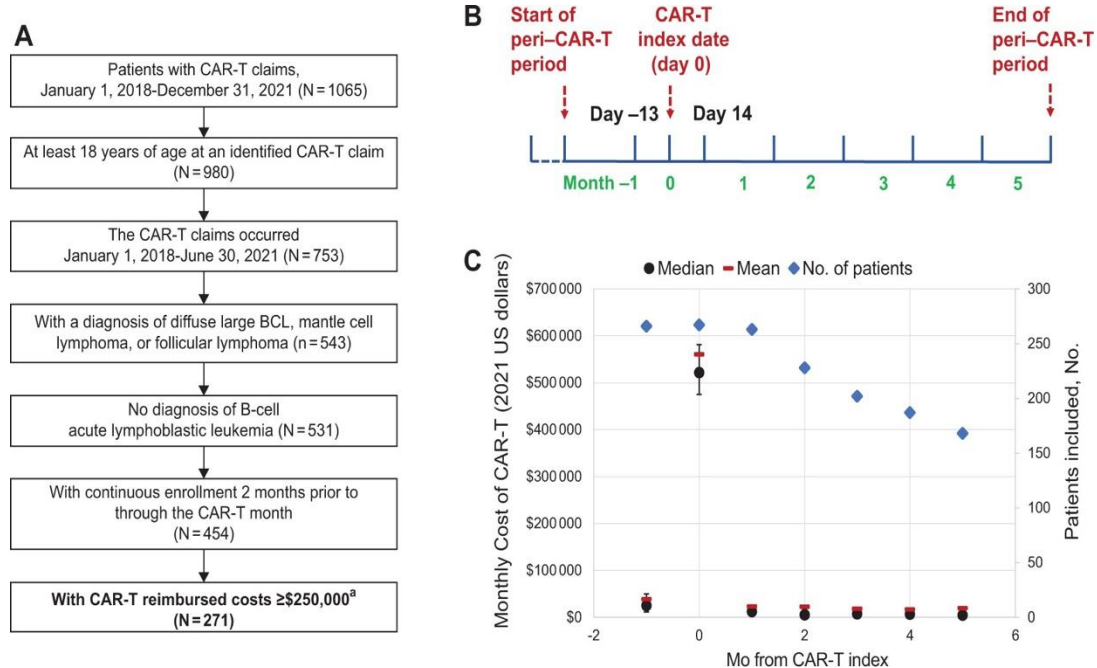 A
Patients with CAR-T claims,
January 1, 2018-December 31, 2021 (N = 1065)
At least 18 years of age at an identified CAR-T claim
(N = 980)
The CAR-T claims occurred
January 1, 2018-June 30, 2021 (N = 753)
With a diagnosis of diffuse large BCL, mantle cell
lymphoma, or follicular lymphoma (n = 543)
No diagnosis of B-cell
acute lymphoblastic leukemia (N = 531)
With continuous enrollment 2 months prior to
through the CAR-T month
(N = 454)
With CAR-T reimbursed costs ≥$250,000a
(N = 271)
B
Start of
peri–CAR-T
period
CAR-T
index date
(day 0)
End of
peri–CAR-T
period
Day –13 Day 14
Month –1 0 1 2 3 4 5
C
Median Mean No. of patients
Monthly Cost of CAR-T (2021 US dollars)
$700 000
$600 000
$500 000
$400 000
$300 000
$200 000
$100 000
$0
300
250
200
150
100
50
0
Patients included, No.
-2 0 2 4 6
Mo from CAR-T index